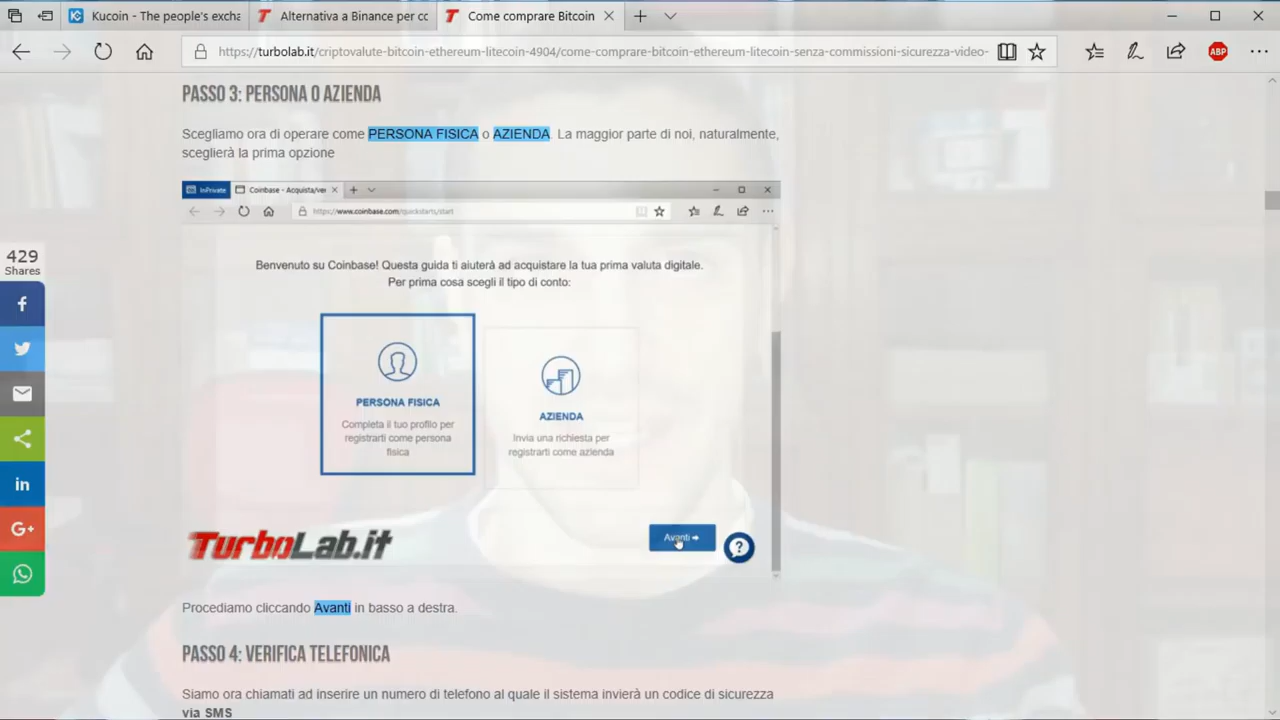 Kucoin - The people's excha
Alternativa a Binance per cc
Come comprare Bitcoin
https://turbolab.it/criptovalute-bitcoin-ethereum-litecoin-4904/come-comprare-bitcoin-ethereum-litecoin-senza-commissioni-sicurezza-video-
ABP
PASSO 3: PERSONA O AZIENDA
Scegliamo ora di operare come PERSONA FISICA o AZIENDA. La maggior parte di noi, naturalmente,
sceglierà la prima opzione
InPrivate
Coinbase - Acquista/ve
https://www.coinbase.com/quickstarts/start
Benvenuto su Coinbase! Questa guida ti aiuterà ad acquistare la tua prima valuta digitale.
Per prima cosa scegli il tipo di conto:
PERSONA FISICA
Completa il tuo profilo per
registrarti come persona
fisica
AZIENDA
Invia una richiesta per
registrarti come azienda
TurboLab.it
Avanti
?
429
Shares
f
in
G+
Procediamo cliccando Avanti in basso a destra.
PASSO 4: VERIFICA TELEFONICA
Siamo ora chiamati ad inserire un numero di telefono al quale il sistema invierà un codice di sicurezza
via SMS